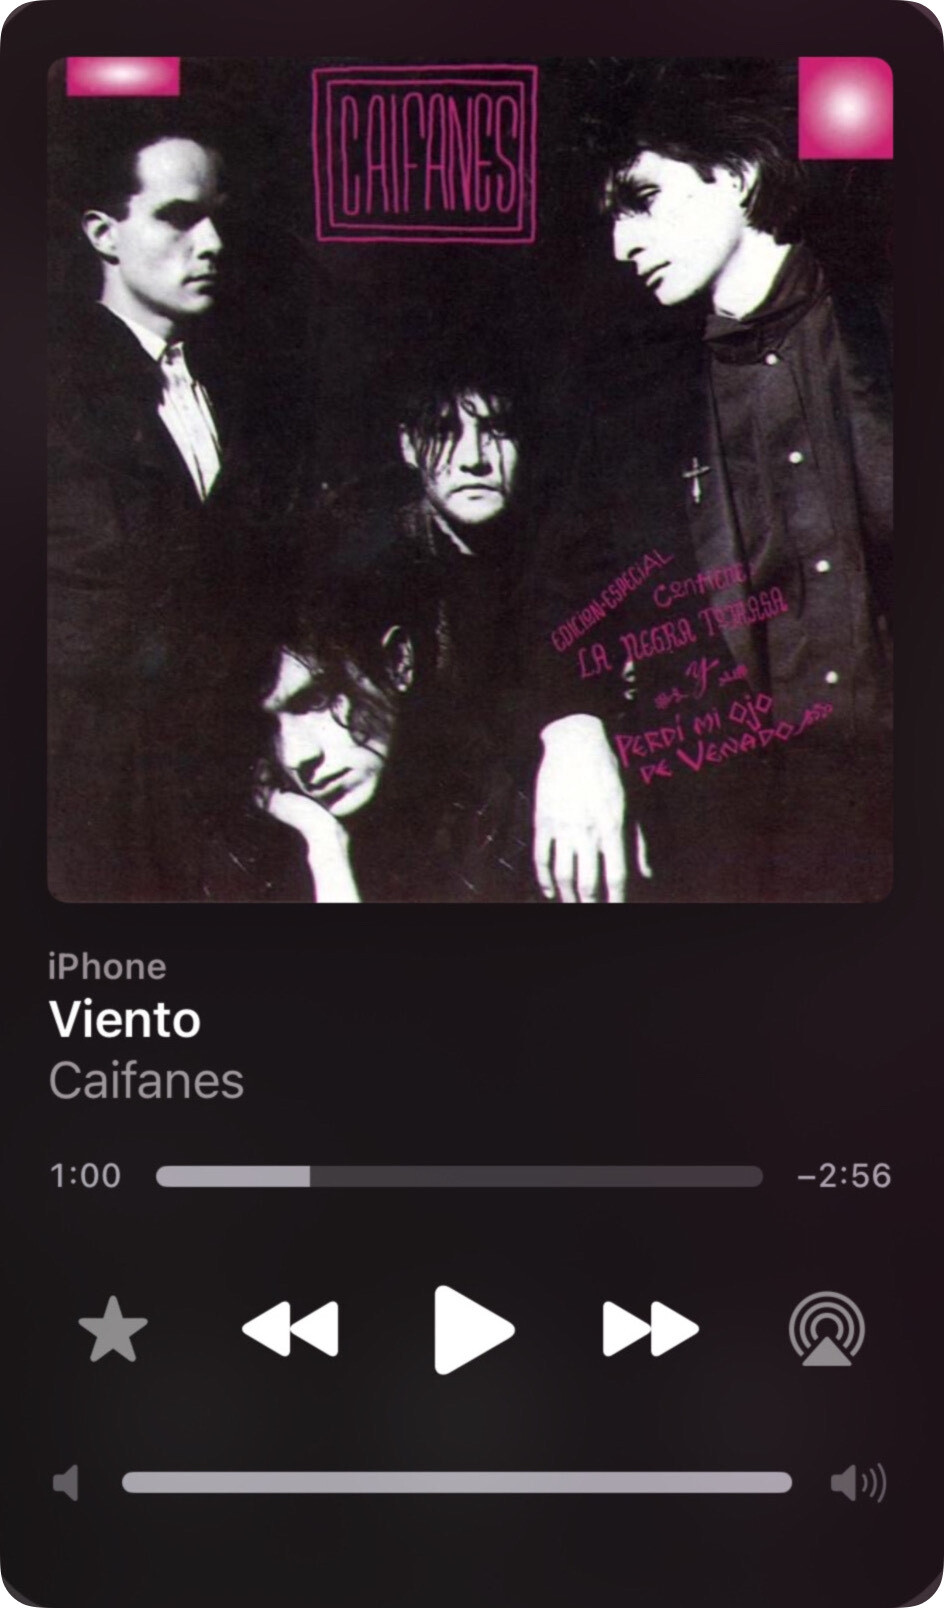 CAIFANES
EDICION-ESPECIAL
CONTIENE
LA NEGRA TOMASA
Y
PERDÍ MI OJO
DE VENADO
iPhone
Viento
Caifanes
1:00 –2:56